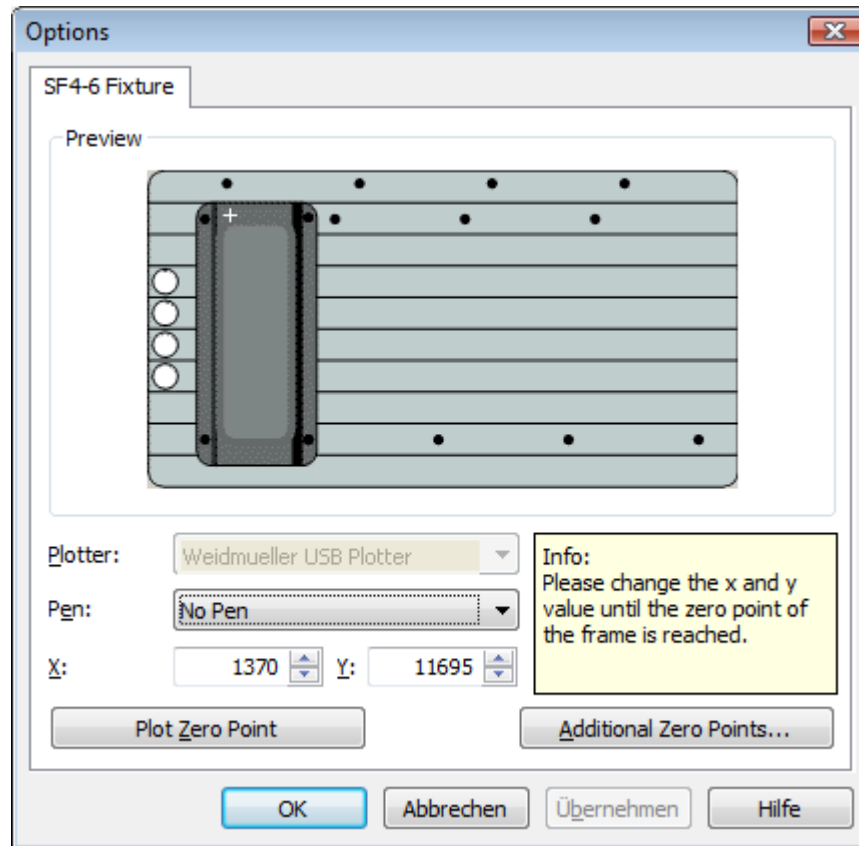 Options
SF4-6 Fixture
Preview
Plotter: Weidmueller USB Plotter
Info:
Please change the x and y
value until the zero point of
the frame is reached.
Pen: No Pen
X: 1370 Y: 11695
Plot Zero Point Additional Zero Points...
OK Abbrechen Übernehmen Hilfe